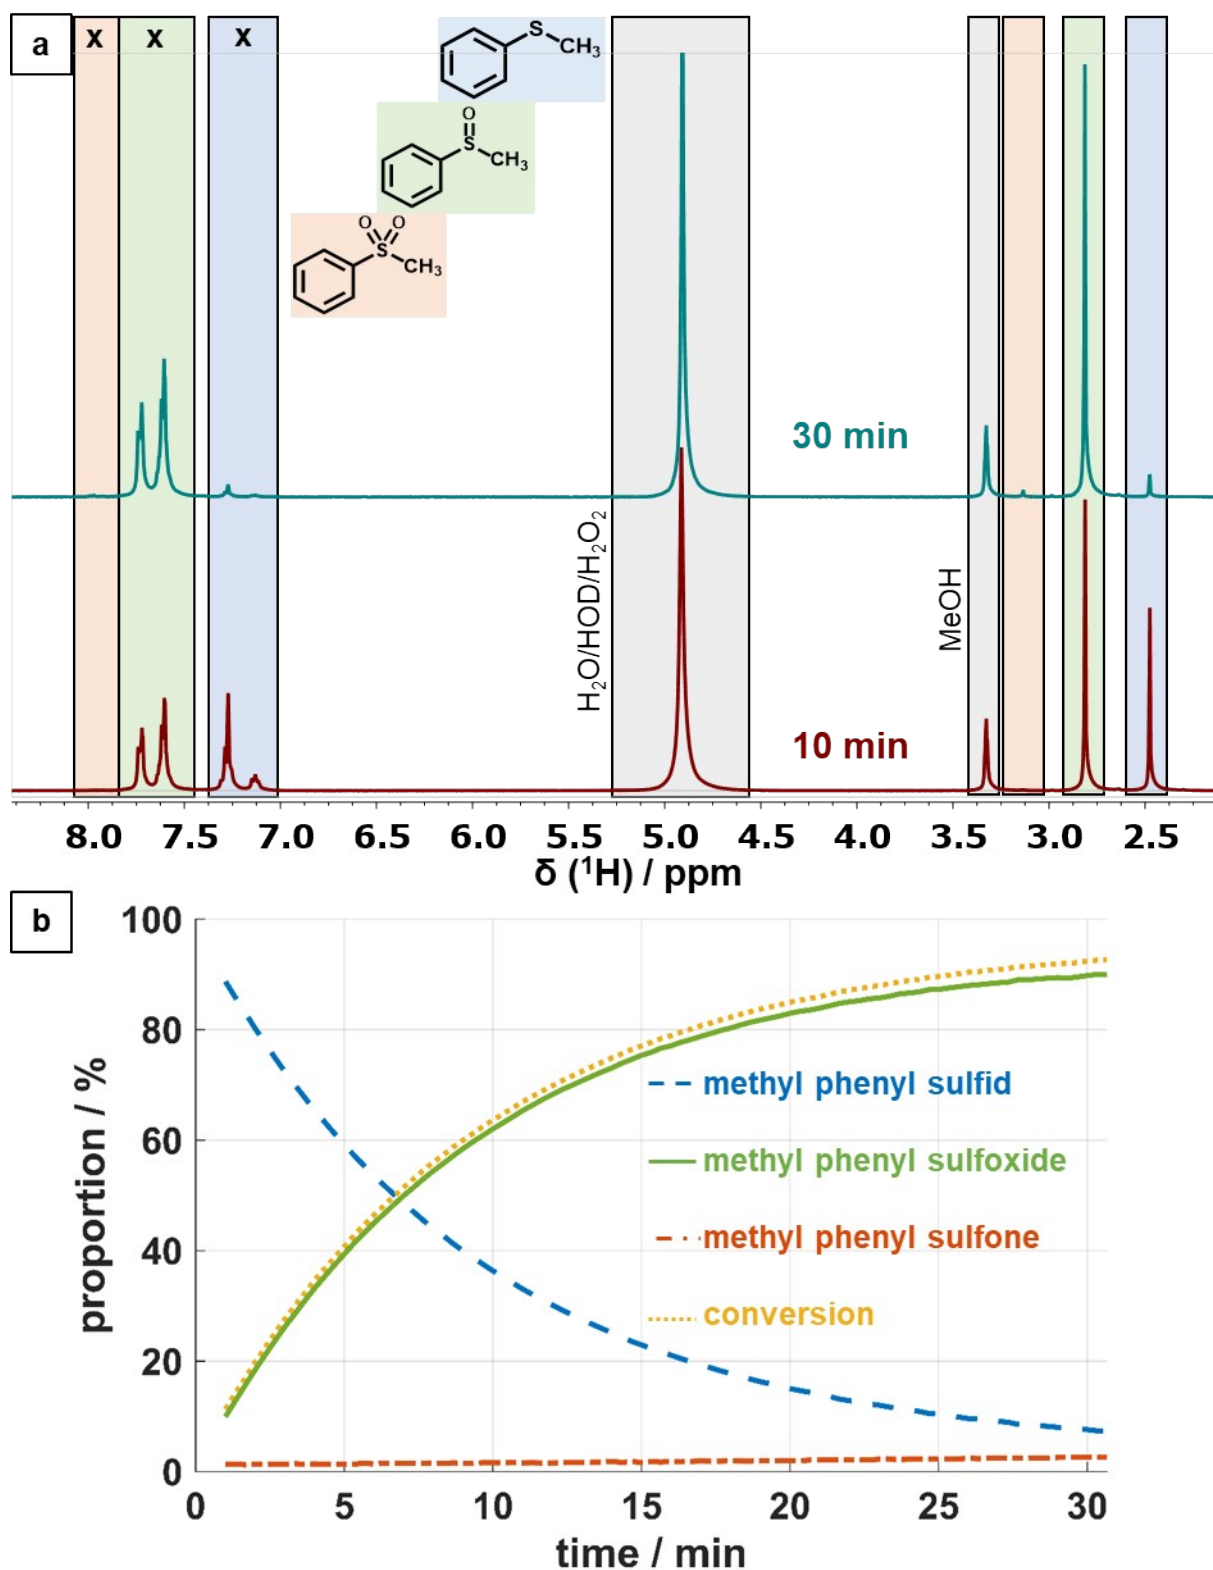 a
x x x
S
CH3
O
S
CH3
O O
S
CH3
30 min
H2O/HOD/H2O2
MeOH
10 min
8.0 7.5 7.0 6.5 6.0 5.5 5.0 4.5 4.0 3.5 3.0 2.5
δ (¹H) / ppm
b
100
80
60
40
20
0
proportion / %
methyl phenyl sulfid
methyl phenyl sulfoxide
methyl phenyl sulfone
conversion
0 5 10 15 20 25 30
time / min